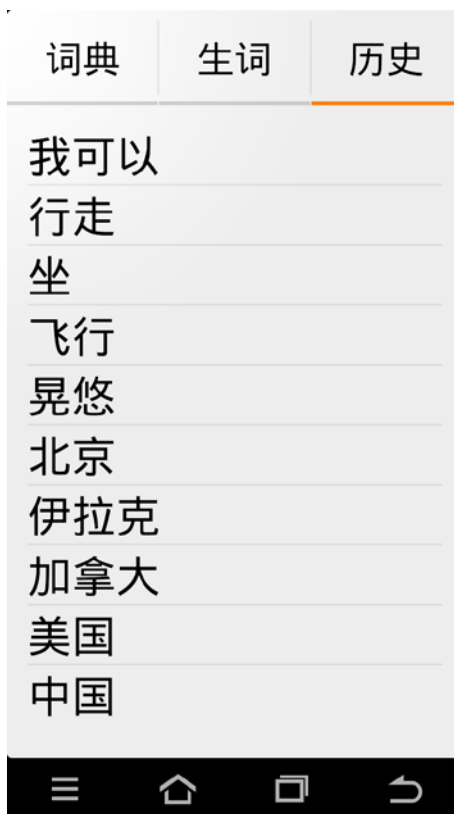 词典 生词 历史
我可以
行走
坐
飞行
晃悠
北京
伊拉克
加拿大
美国
中国